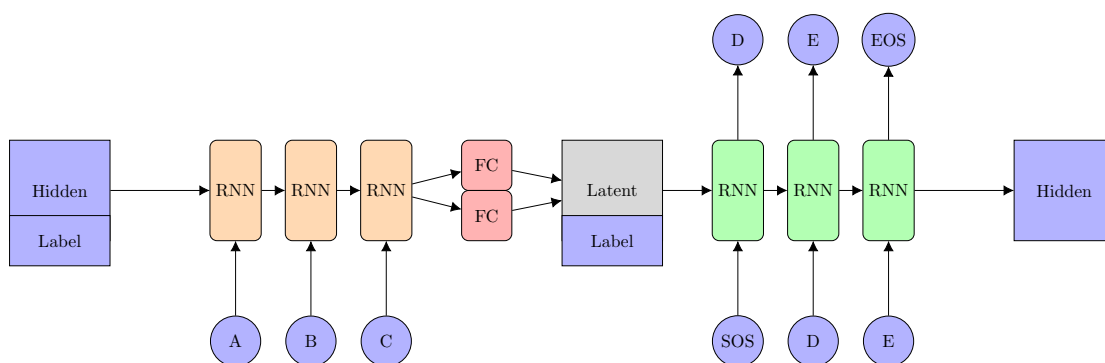 D
E
EOS
Hidden
RNN
RNN
RNN
FC
FC
Latent
RNN
RNN
RNN
Hidden
Label
Label
A
B
C
SOS
D
E